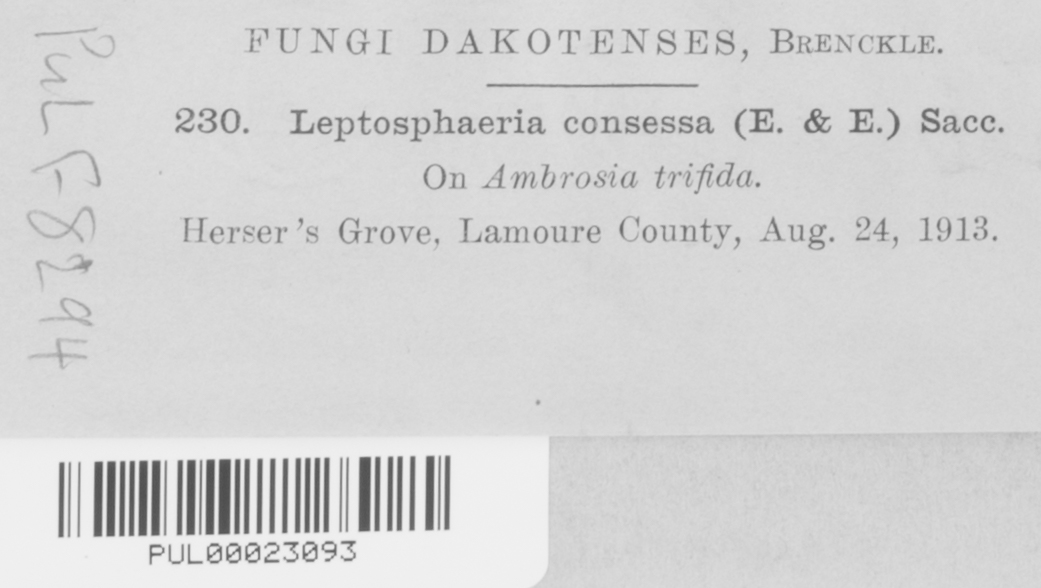 FUNGI DAKOTENSES, BRENCKLE.
230. Leptosphaeria consessa (E. & E.) Sacc.
On Ambrosia trifida.
Herser's Grove, Lamoure County, Aug. 24, 1913.
PUL F-8294
PUL00023093